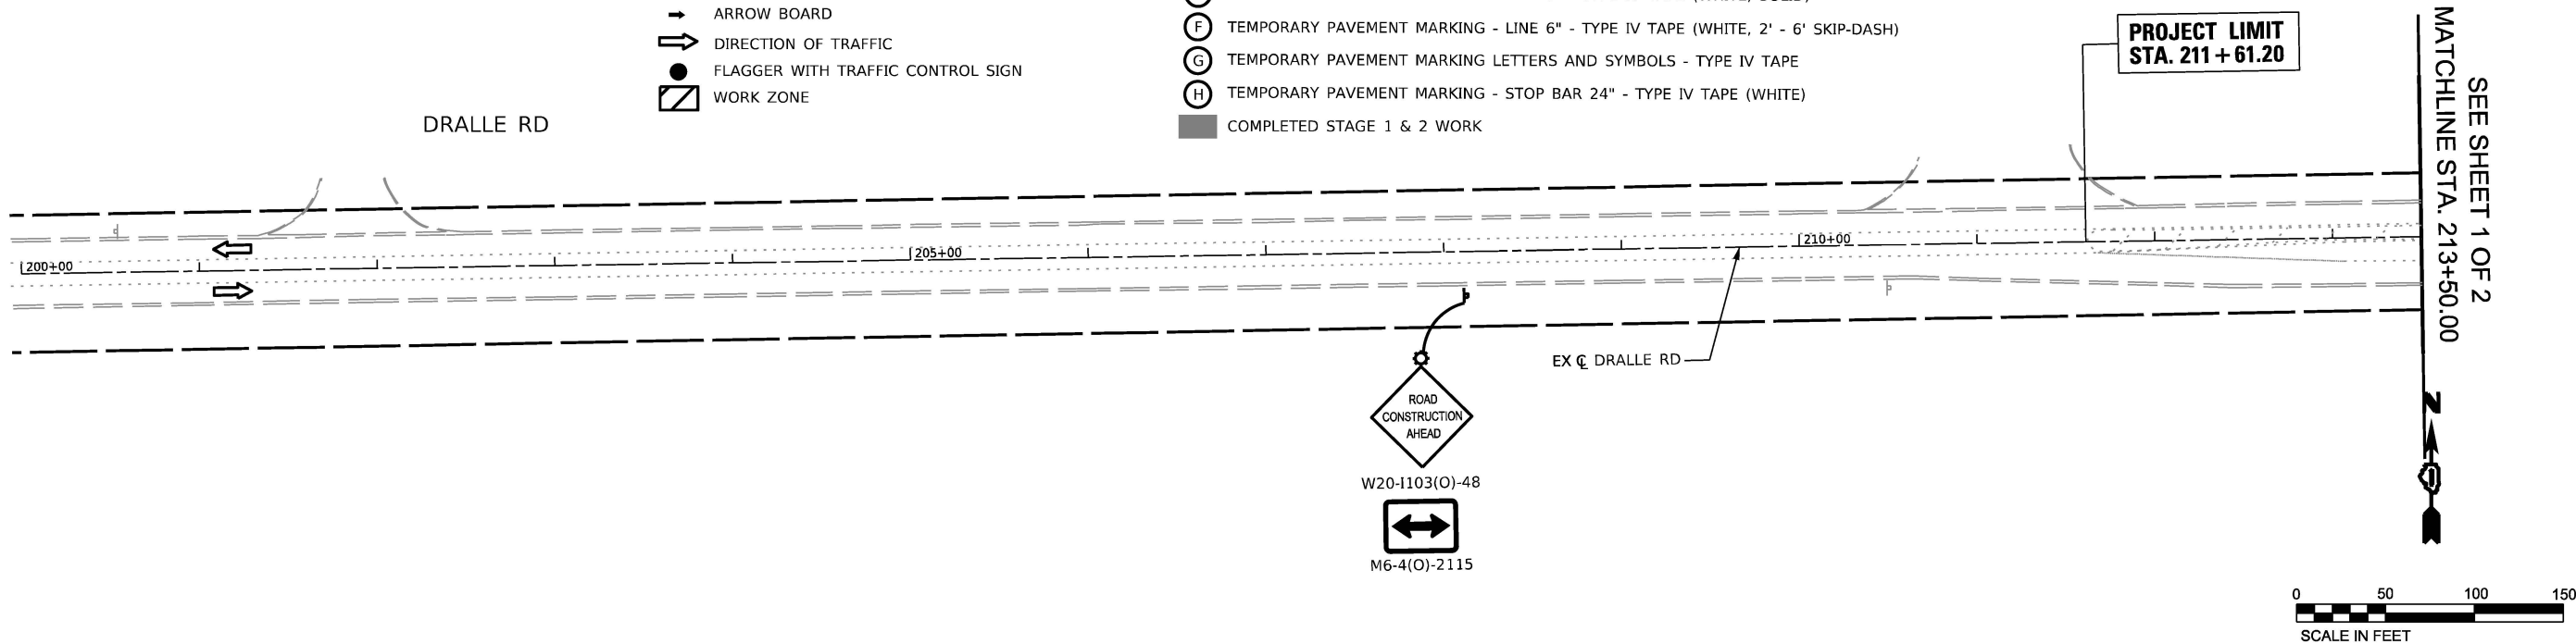 ARROW BOARD
DIRECTION OF TRAFFIC
FLAGGER WITH TRAFFIC CONTROL SIGN
WORK ZONE
F TEMPORARY PAVEMENT MARKING - LINE 6" - TYPE IV TAPE (WHITE, 2' - 6' SKIP-DASH)
G TEMPORARY PAVEMENT MARKING LETTERS AND SYMBOLS - TYPE IV TAPE
H TEMPORARY PAVEMENT MARKING - STOP BAR 24" - TYPE IV TAPE (WHITE)
COMPLETED STAGE 1 & 2 WORK
PROJECT LIMIT
STA. 211+61.20
SEE SHEET 1 OF 2
MATCHLINE STA. 213+50.00
DRALLE RD
200+00
205+00
210+00
EX ℄ DRALLE RD
ROAD
CONSTRUCTION
AHEAD
W20-I103(O)-48
M6-4(O)-2115
N
0 50 100 150
SCALE IN FEET